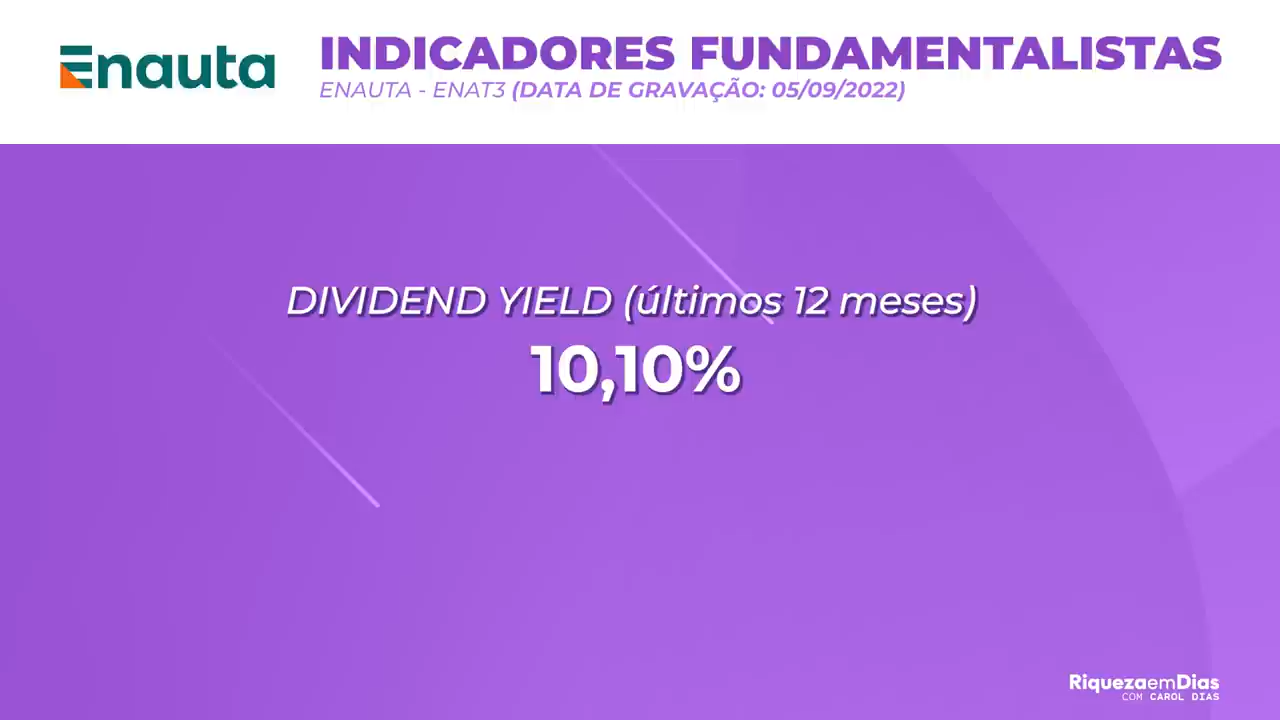 Enauta
INDICADORES FUNDAMENTALISTAS
ENAUTA - ENAT3 (DATA DE GRAVAÇÃO: 05/09/2022)
DIVIDEND YIELD (últimos 12 meses)
10,10%
RiquezaemDias
COM CAROL DIAS